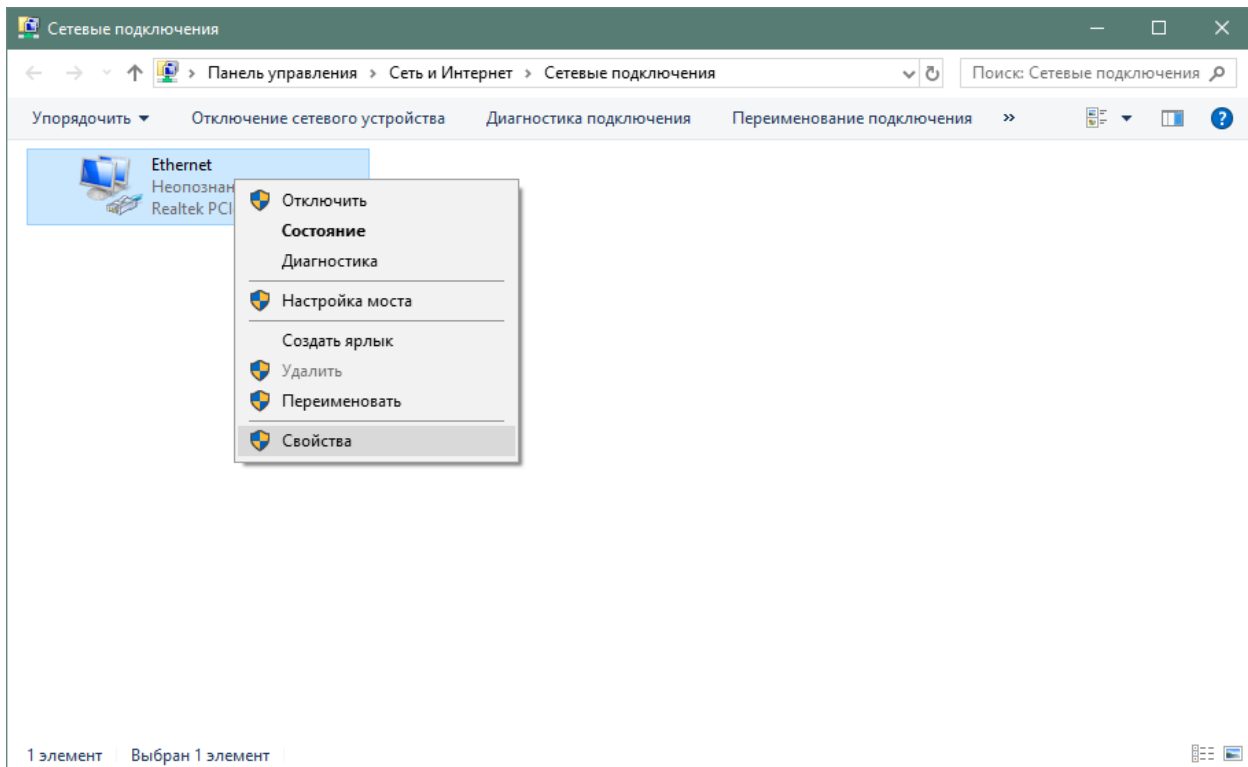 Сетевые подключения
Панель управления > Сеть и Интернет > Сетевые подключения
Поиск: Сетевые подключения
Упорядочить Отключение сетевого устройства Диагностика подключения Переименование подключения »
Ethernet
Неопознан
Realtek PCI
Отключить
Состояние
Диагностика
Настройка моста
Создать ярлык
Удалить
Переименовать
Свойства
1 элемент Выбран 1 элемент